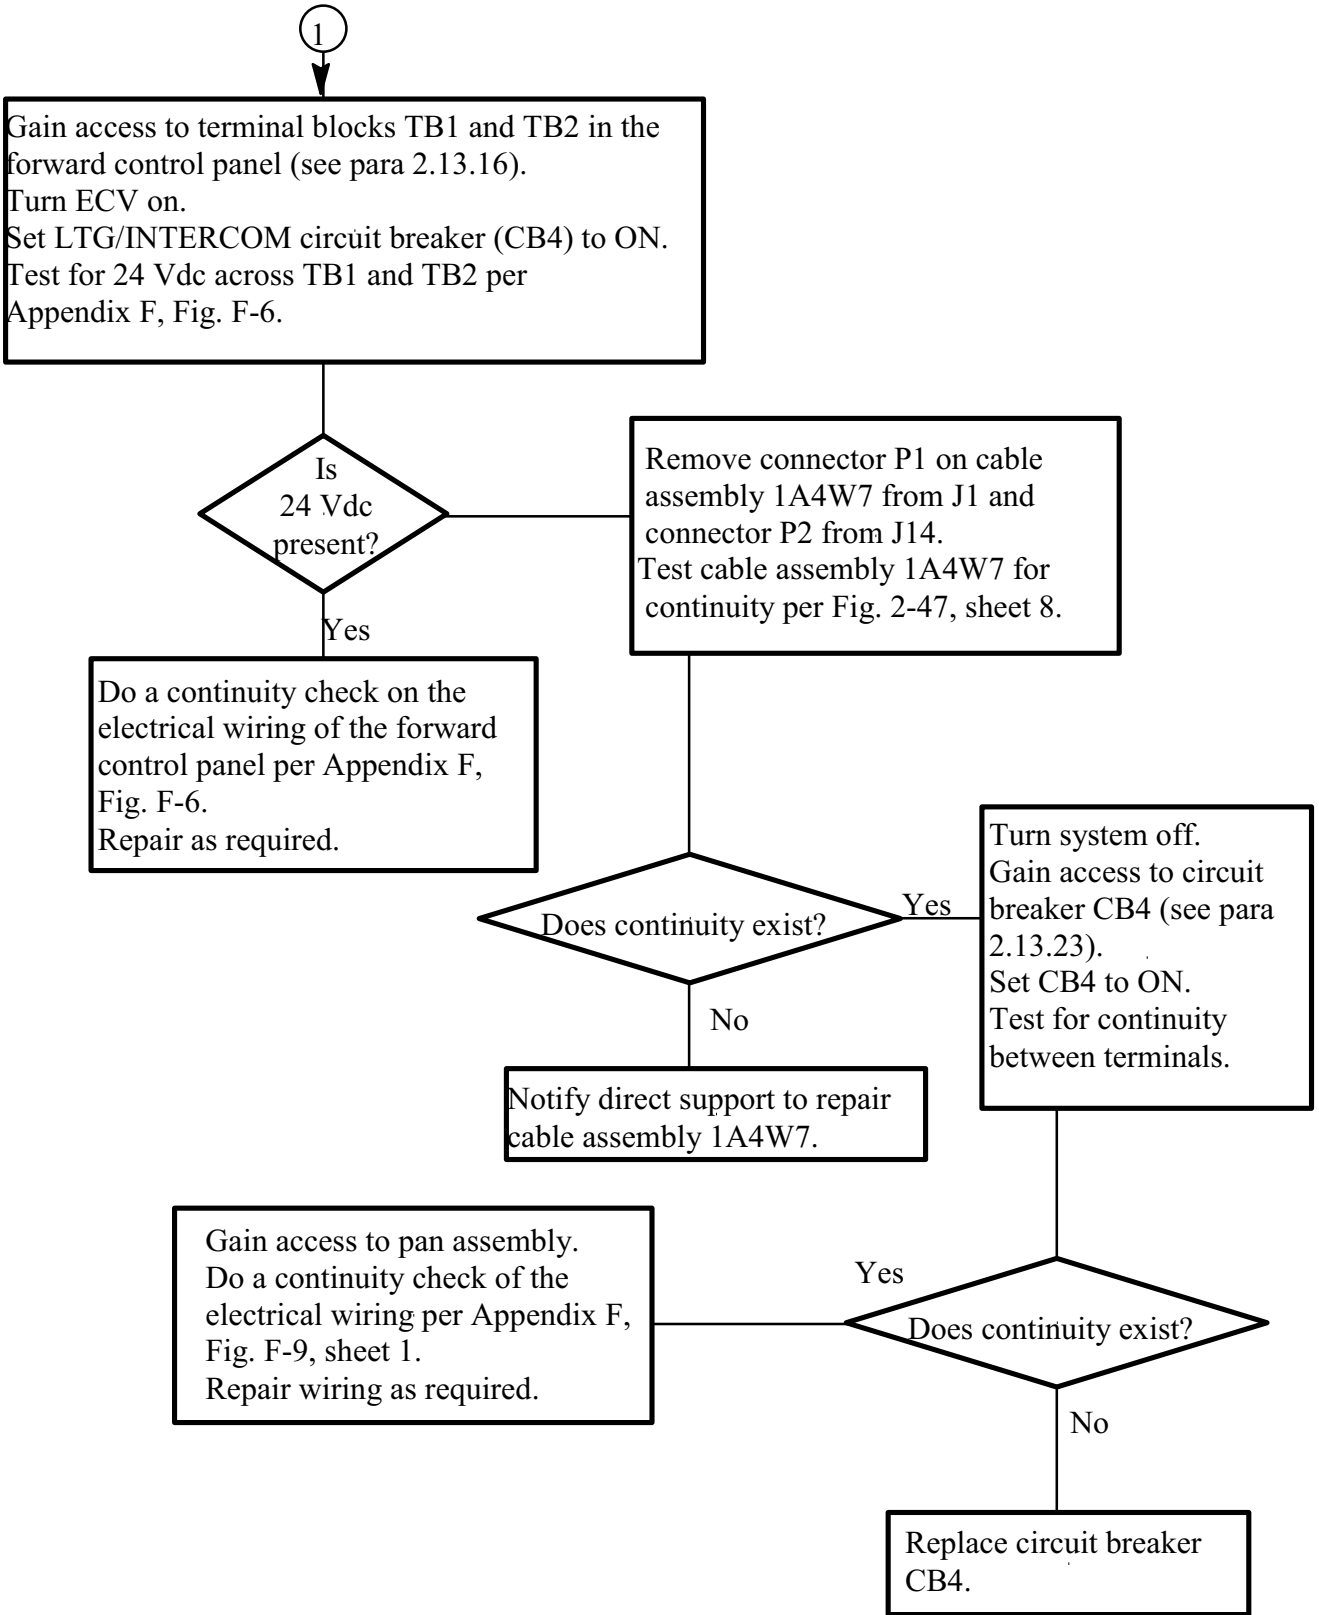 1
Gain access to terminal blocks TB1 and TB2 in the
forward control panel (see para 2.13.16).
Turn ECV on.
Set LTG/INTERCOM circuit breaker (CB4) to ON.
Test for 24 Vdc across TB1 and TB2 per
Appendix F, Fig. F-6.
Is
24 Vdc
present?
Remove connector P1 on cable
assembly 1A4W7 from J1 and
connector P2 from J14.
Test cable assembly 1A4W7 for
continuity per Fig. 2-47, sheet 8.
Yes
Do a continuity check on the
electrical wiring of the forward
control panel per Appendix F,
Fig. F-6.
Repair as required.
Does continuity exist?
Yes
Turn system off.
Gain access to circuit
breaker CB4 (see para
2.13.23).
Set CB4 to ON.
Test for continuity
between terminals.
No
Notify direct support to repair
cable assembly 1A4W7.
Gain access to pan assembly.
Do a continuity check of the
electrical wiring per Appendix F,
Fig. F-9, sheet 1.
Repair wiring as required.
Yes
Does continuity exist?
No
Replace circuit breaker
CB4.